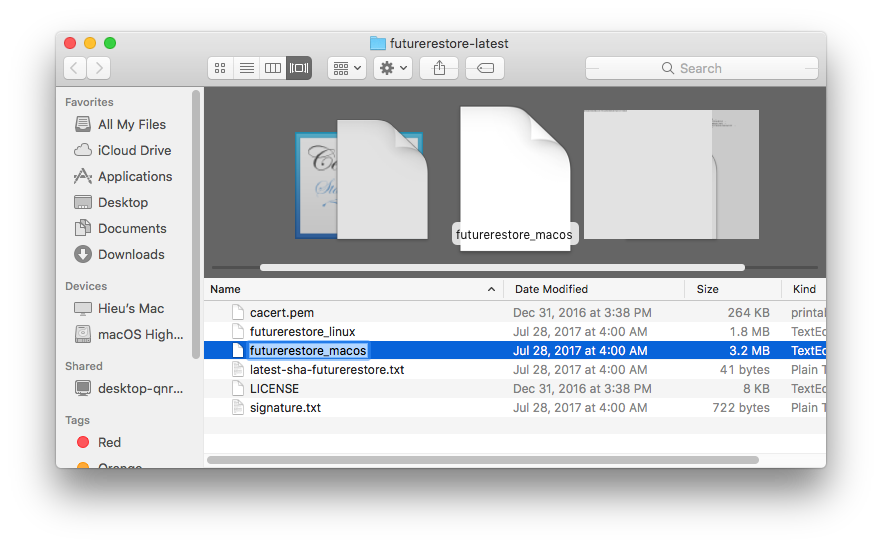 futurerestore-latest
Search
Favorites
All My Files
iCloud Drive
Applications
Desktop
Documents
Downloads
Devices
Hieu's Mac
macOS High...
Shared
desktop-qnr...
Tags
Red
Orange
futurerestore_macos
Name Date Modified Size Kind
cacert.pem Dec 31, 2016 at 3:38 PM 264 KB printa
futurerestore_linux Jul 28, 2017 at 4:00 AM 1.8 MB TextEd
futurerestore_macos Jul 28, 2017 at 4:00 AM 3.2 MB TextEd
latest-sha-futurerestore.txt Jul 28, 2017 at 4:00 AM 41 bytes Plain T
LICENSE Dec 31, 2016 at 3:38 PM 8 KB TextEd
signature.txt Jul 28, 2017 at 4:00 AM 722 bytes Plain T